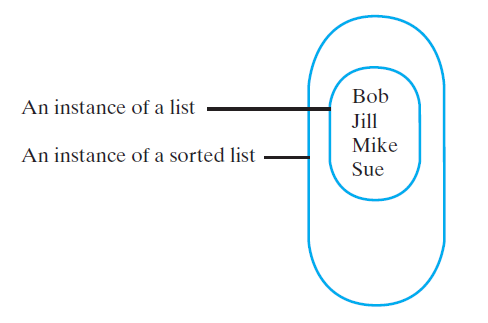 Bob
An instance of a list
Jill
Mike
An instance of a sorted list
Sue